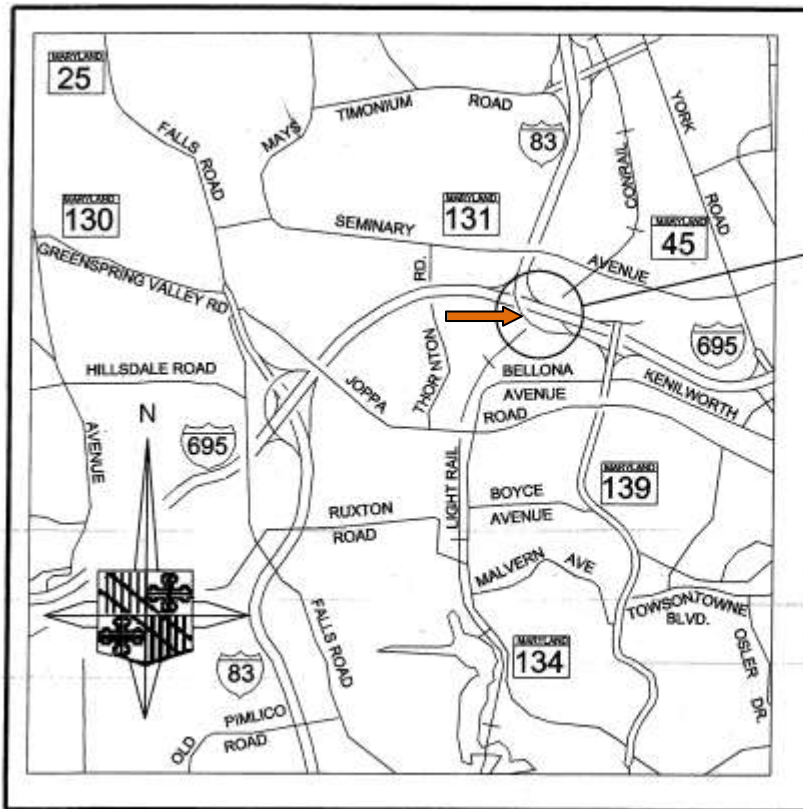 MARYLAND
25
FALLS ROAD
MAYS
TIMONIUM ROAD
83
CONRAIL
YORK ROAD
MARYLAND
130
SEMINARY AVENUE
MARYLAND
131
MARYLAND
45
GREENSPRING VALLEY RD
RD.
THORNTON
695
HILLSDALE ROAD
JOPPA ROAD
BELLONA
AVENUE
KENILWORTH
N
AVENUE
695
LIGHT RAIL
MARYLAND
139
BOYCE
AVENUE
RUXTON
ROAD
MALVERN AVE
TOWSONTOWNE
BLVD.
OSLER DR.
FALLS ROAD
MARYLAND
134
83
OLD PIMLICO
ROAD